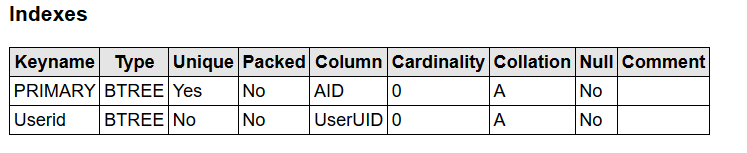 Indexes
Keyname Type Unique Packed Column Cardinality Collation Null Comment
PRIMARY BTREE Yes No AID 0 A No
Userid BTREE No No UserUID 0 A No